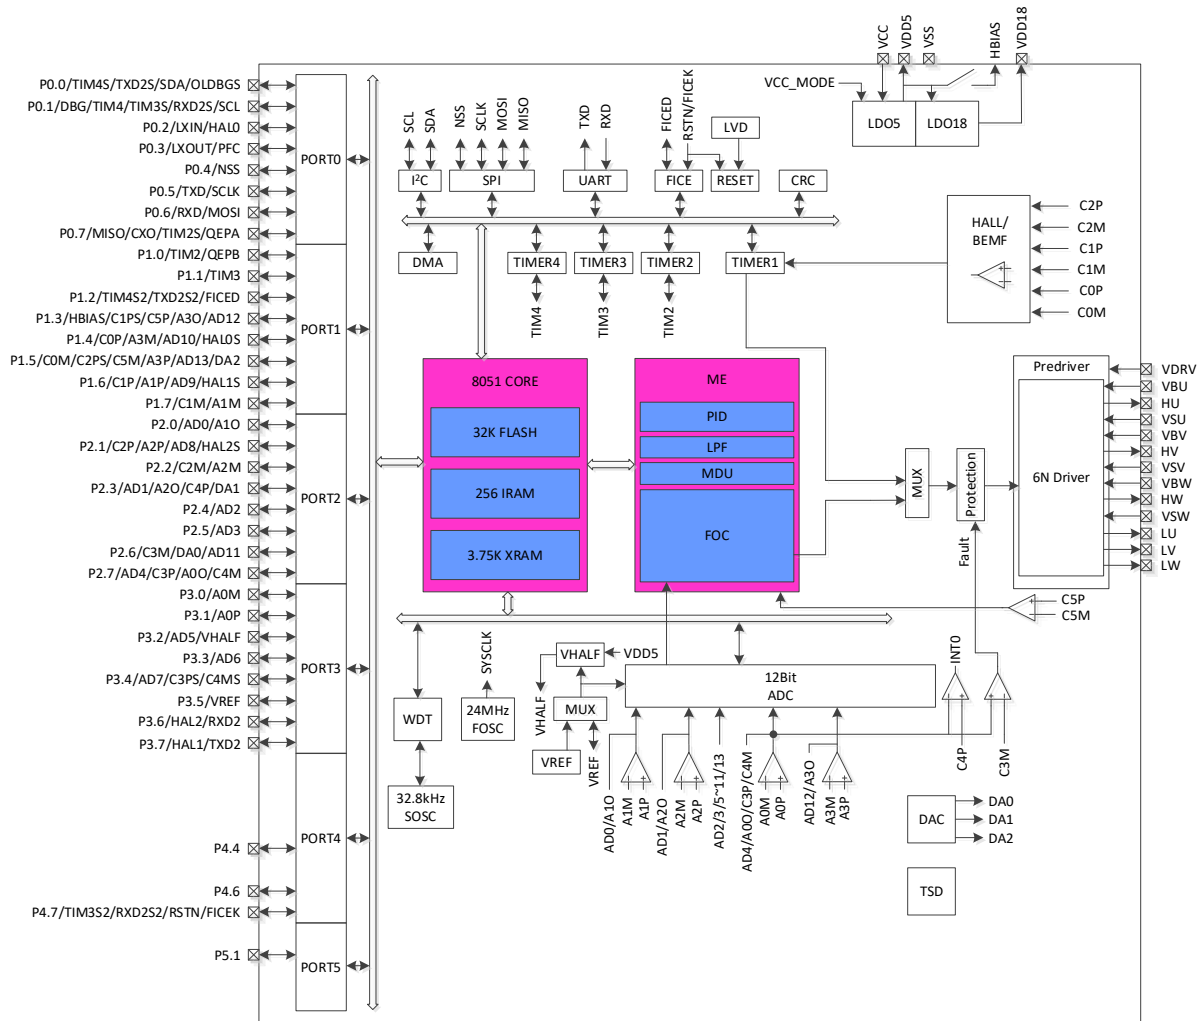 VCC
VDD5
VSS
HBIAS
VDD18
VCC_MODE
LDO5
LDO18
P0.0/TIM4S/TXD2S/SDA/OLDBGS
P0.1/DBG/TIM4/TIM3S/RXD2S/SCL
P0.2/LXIN/HAL0
P0.3/LXOUT/PFC
P0.4/NSS
P0.5/TXD/SCLK
P0.6/RXD/MOSI
P0.7/MISO/CXO/TIM2S/QEPA
P1.0/TIM2/QEPB
P1.1/TIM3
P1.2/TIM4S2/TXD2S2/FICED
P1.3/HBIAS/C1PS/C5P/A3O/AD12
P1.4/C0P/A3M/AD10/HAL0S
P1.5/C0M/C2PS/C5M/A3P/AD13/DA2
P1.6/C1P/A1P/AD9/HAL1S
P1.7/C1M/A1M
P2.0/AD0/A1O
P2.1/C2P/A2P/AD8/HAL2S
P2.2/C2M/A2M
P2.3/AD1/A2O/C4P/DA1
P2.4/AD2
P2.5/AD3
P2.6/C3M/DA0/AD11
P2.7/AD4/C3P/A0O/C4M
P3.0/A0M
P3.1/A0P
P3.2/AD5/VHALF
P3.3/AD6
P3.4/AD7/C3PS/C4MS
P3.5/VREF
P3.6/HAL2/RXD2
P3.7/HAL1/TXD2
P4.4
P4.6
P4.7/TIM3S2/RXD2S2/RSTN/FICEK
P5.1
PORT0
PORT1
PORT2
PORT3
PORT4
PORT5
SCL
SDA
NSS
SCLK
MOSI
MISO
TXD
RXD
FICED
RSTN/FICEK
LVD
I²C
SPI
UART
FICE
RESET
CRC
DMA
TIMER4
TIMER3
TIMER2
TIMER1
TIM4
TIM3
TIM2
HALL/
BEMF
C2P
C2M
C1P
C1M
C0P
C0M
8051 CORE
32K FLASH
256 IRAM
3.75K XRAM
ME
PID
LPF
MDU
FOC
MUX
Protection
Fault
Predriver
6N Driver
VDRV
VBU
HU
VSU
VBV
HV
VSV
VBW
HW
VSW
LU
LV
LW
C5P
C5M
WDT
32.8kHz
SOSC
SYSCLK
24MHz
FOSC
VHALF
VDD5
VHALF
MUX
VREF
VREF
12Bit
ADC
AD0/A1O
A1M
A1P
AD1/A2O
A2M
A2P
AD2/3/5~11/13
AD4/A0O/C3P/C4M
A0M
A0P
AD12/A3O
A3M
A3P
INT0
C4P
C3M
DAC
DA0
DA1
DA2
TSD